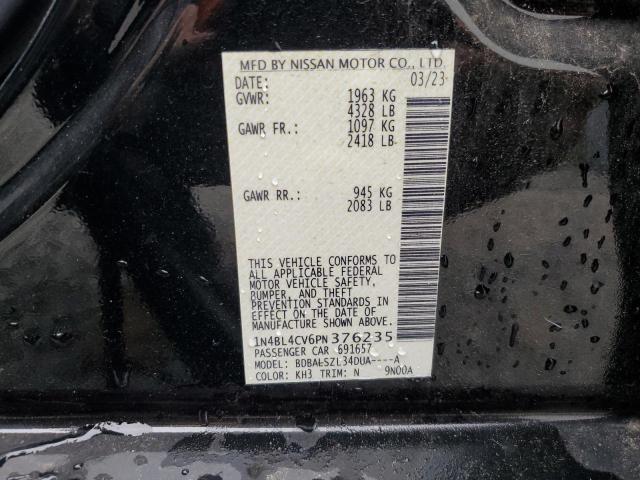 MFD BY NISSAN MOTOR CO., LTD.
DATE: 03/23
GVWR: 1963 KG
4328 LB
GAWR FR.: 1097 KG
2418 LB
GAWR RR.: 945 KG
2083 LB
THIS VEHICLE CONFORMS TO
ALL APPLICABLE FEDERAL
MOTOR VEHICLE SAFETY,
BUMPER, AND THEFT
PREVENTION STANDARDS IN
EFFECT ON THE DATE OF
MANUFACTURE SHOWN ABOVE.
1N4BL4CV6PN376235
PASSENGER CAR 691657
MODEL: BDBALSZL34DUA----A
COLOR: KH3 TRIM: N 9N00A